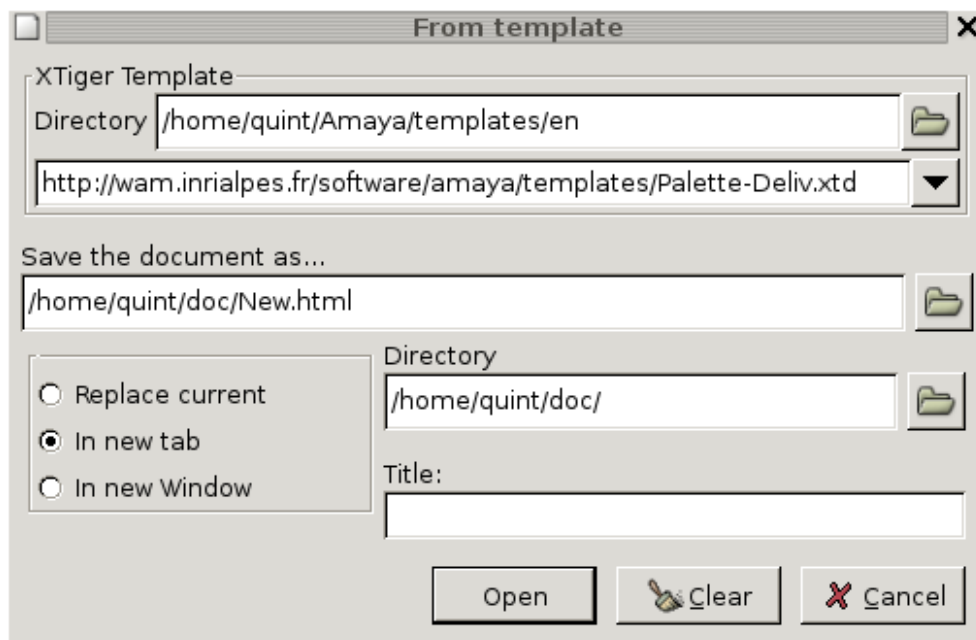 From template
XTiger Template
Directory /home/quint/Amaya/templates/en
http://wam.inrialpes.fr/software/amaya/templates/Palette-Deliv.xtd
Save the document as...
/home/quint/doc/New.html
Replace current
In new tab
In new Window
Directory
/home/quint/doc/
Title:
Open Clear Cancel